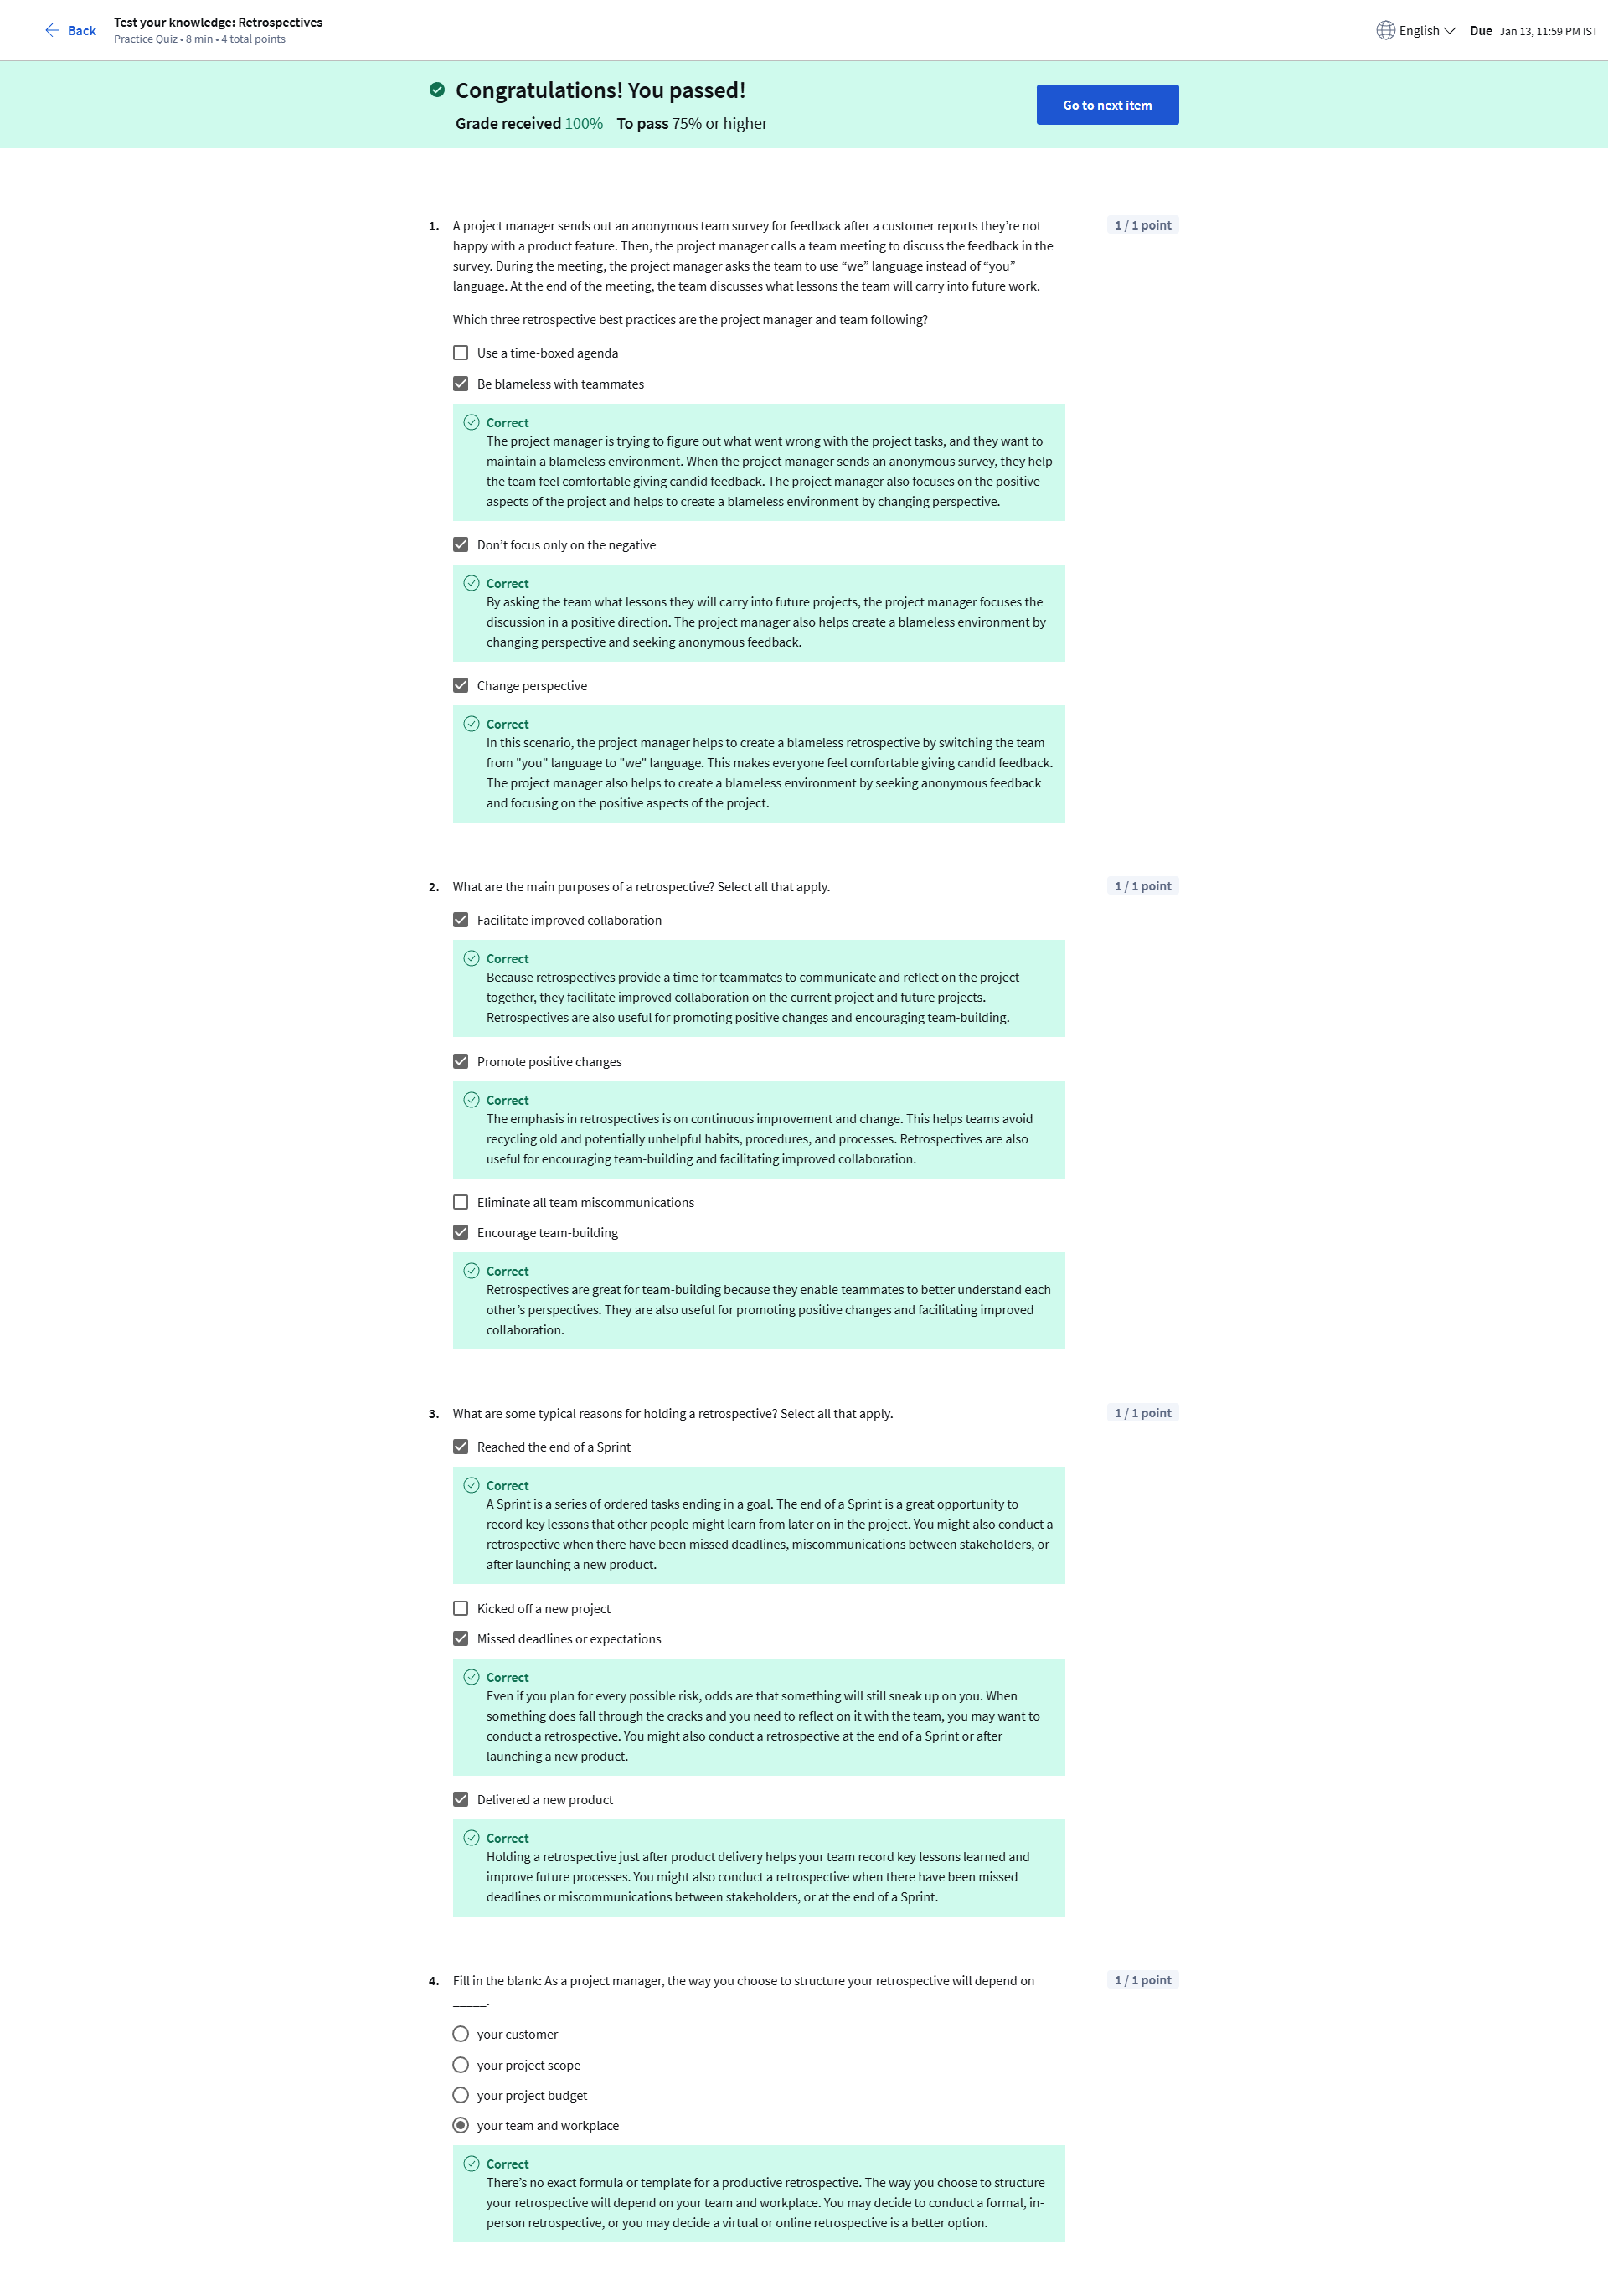 Back
Test your knowledge: Retrospectives
Practice Quiz • 8 min • 4 total points
English
Due Jan 13, 11:59 PM IST
Congratulations! You passed!
Grade received 100% To pass 75% or higher
Go to next item
1. A project manager sends out an anonymous team survey for feedback after a customer reports they’re not
happy with a product feature. Then, the project manager calls a team meeting to discuss the feedback in the
survey. During the meeting, the project manager asks the team to use “we” language instead of “you”
language. At the end of the meeting, the team discusses what lessons the team will carry into future work.
1 / 1 point
Which three retrospective best practices are the project manager and team following?
Use a time-boxed agenda
Be blameless with teammates
Correct
The project manager is trying to figure out what went wrong with the project tasks, and they want to
maintain a blameless environment. When the project manager sends an anonymous survey, they help
the team feel comfortable giving candid feedback. The project manager also focuses on the positive
aspects of the project and helps to create a blameless environment by changing perspective.
Don’t focus only on the negative
Correct
By asking the team what lessons they will carry into future projects, the project manager focuses the
discussion in a positive direction. The project manager also helps create a blameless environment by
changing perspective and seeking anonymous feedback.
Change perspective
Correct
In this scenario, the project manager helps to create a blameless retrospective by switching the team
from "you" language to "we" language. This makes everyone feel comfortable giving candid feedback.
The project manager also helps to create a blameless environment by seeking anonymous feedback
and focusing on the positive aspects of the project.
2. What are the main purposes of a retrospective? Select all that apply.
1 / 1 point
Facilitate improved collaboration
Correct
Because retrospectives provide a time for teammates to communicate and reflect on the project
together, they facilitate improved collaboration on the current project and future projects.
Retrospectives are also useful for promoting positive changes and encouraging team-building.
Promote positive changes
Correct
The emphasis in retrospectives is on continuous improvement and change. This helps teams avoid
recycling old and potentially unhelpful habits, procedures, and processes. Retrospectives are also
useful for encouraging team-building and facilitating improved collaboration.
Eliminate all team miscommunications
Encourage team-building
Correct
Retrospectives are great for team-building because they enable teammates to better understand each
other’s perspectives. They are also useful for promoting positive changes and facilitating improved
collaboration.
3. What are some typical reasons for holding a retrospective? Select all that apply.
1 / 1 point
Reached the end of a Sprint
Correct
A Sprint is a series of ordered tasks ending in a goal. The end of a Sprint is a great opportunity to
record key lessons that other people might learn from later on in the project. You might also conduct a
retrospective when there have been missed deadlines, miscommunications between stakeholders, or
after launching a new product.
Kicked off a new project
Missed deadlines or expectations
Correct
Even if you plan for every possible risk, odds are that something will still sneak up on you. When
something does fall through the cracks and you need to reflect on it with the team, you may want to
conduct a retrospective. You might also conduct a retrospective at the end of a Sprint or after
launching a new product.
Delivered a new product
Correct
Holding a retrospective just after product delivery helps your team record key lessons learned and
improve future processes. You might also conduct a retrospective when there have been missed
deadlines or miscommunications between stakeholders, or at the end of a Sprint.
4. Fill in the blank: As a project manager, the way you choose to structure your retrospective will depend on
_____.
1 / 1 point
your customer
your project scope
your project budget
your team and workplace
Correct
There’s no exact formula or template for a productive retrospective. The way you choose to structure
your retrospective will depend on your team and workplace. You may decide to conduct a formal, in-
person retrospective, or you may decide a virtual or online retrospective is a better option.